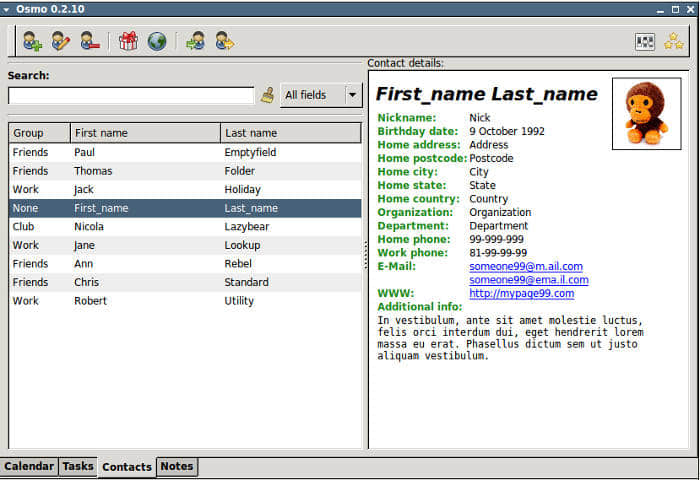 Osmo 0.2.10
Search:
All fields
Group First name Last name
Friends Paul Emptyfield
Friends Thomas Folder
Work Jack Holiday
None First_name Last_name
Club Nicola Lazybear
Work Jane Lookup
Friends Ann Rebel
Friends Chris Standard
Work Robert Utility
Contact details:
First_name Last_name
Nickname: Nick
Birthday date: 9 October 1992
Home address: Address
Home postcode: Postcode
Home city: City
Home state: State
Home country: Country
Organization: Organization
Department: Department
Home phone: 99-999-999
Work phone: 81-99-99-99
E-Mail: someone99@m.ail.com
someone99@ema.il.com
WWW: http://mypage99.com
Additional info:
In vestibulum, ante sit amet molestie luctus,
felis orci interdum dui, eget hendrerit lorem
massa eu erat. Phasellus dictum sem ut justo
aliquam vestibulum.
Calendar Tasks Contacts Notes